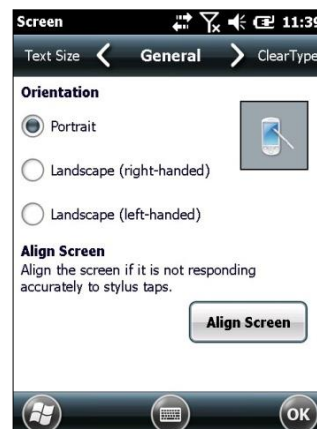 Screen 11:39
Text Size General ClearType
Orientation
Portrait
Landscape (right-handed)
Landscape (left-handed)
Align Screen
Align the screen if it is not responding
accurately to stylus taps.
Align Screen
OK